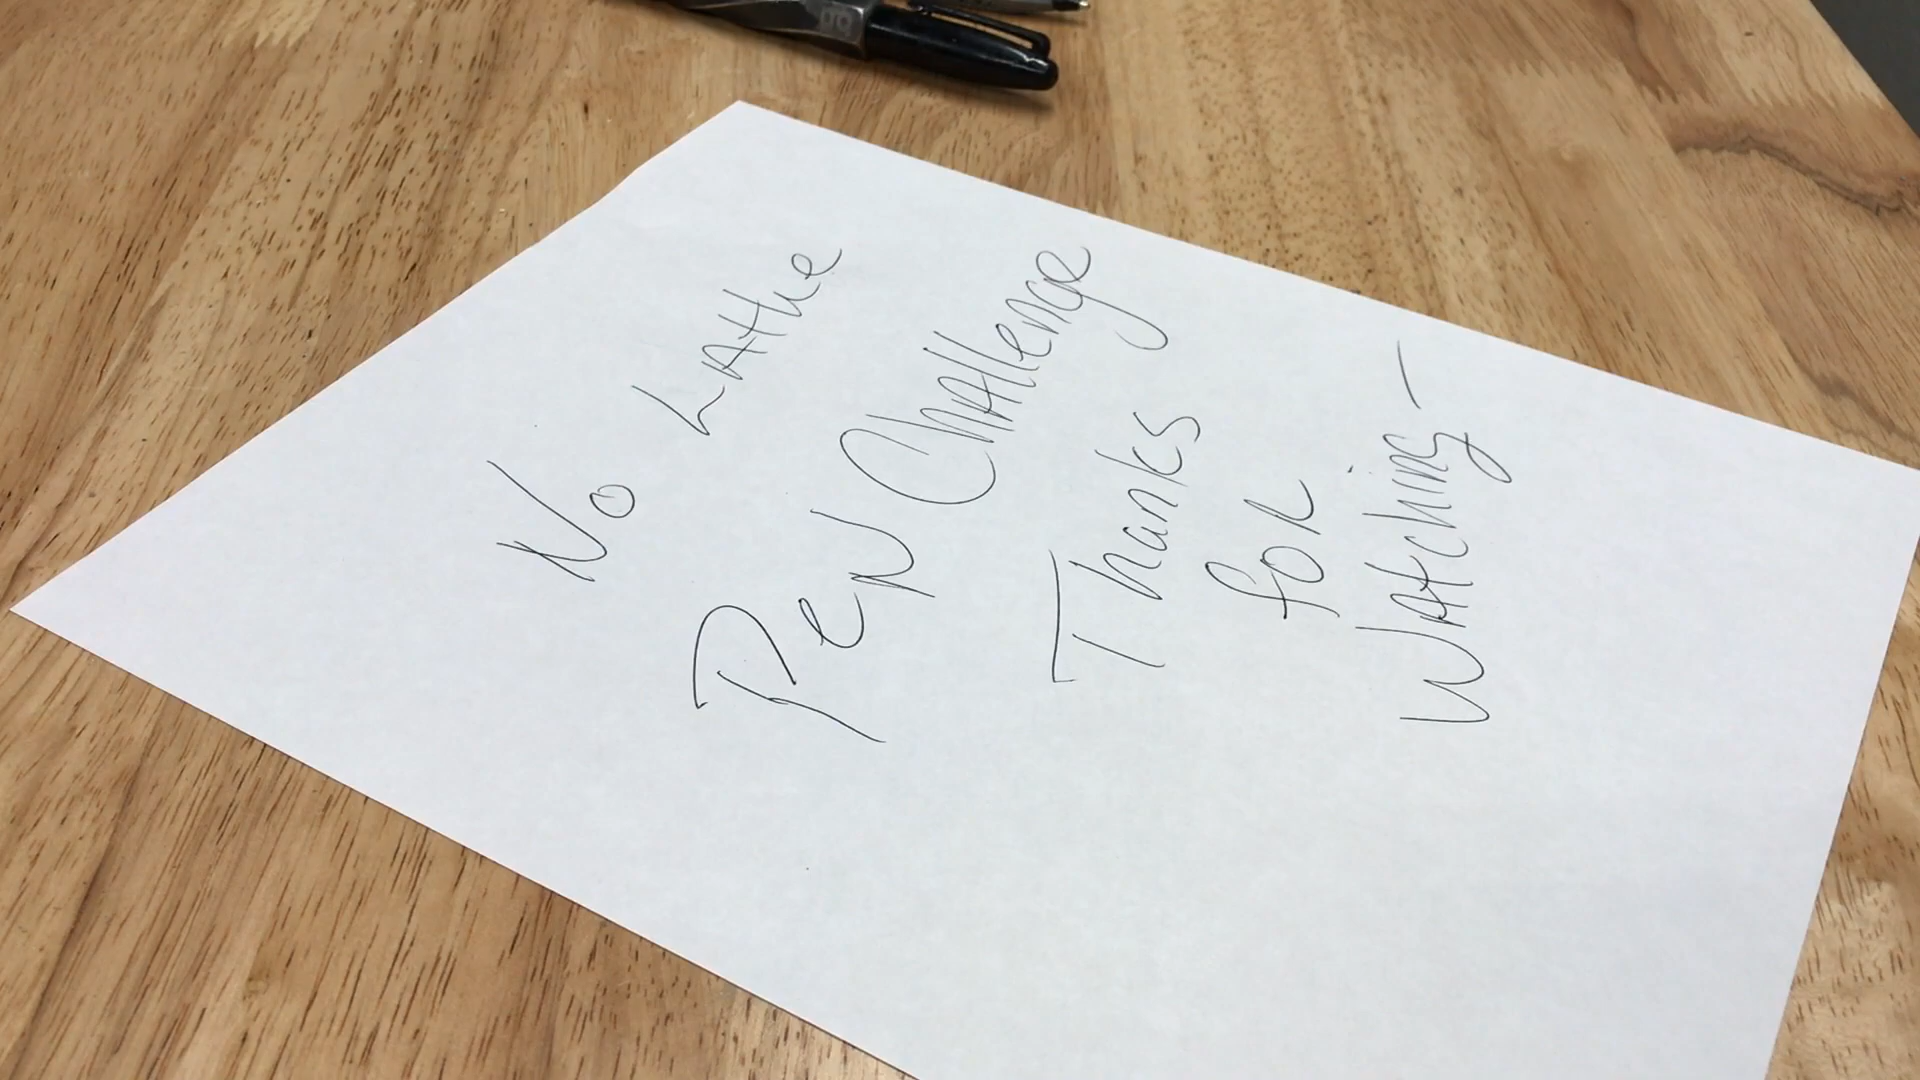 No LAthe
PeN ChAllenge
Thanks
foR
WAtching -